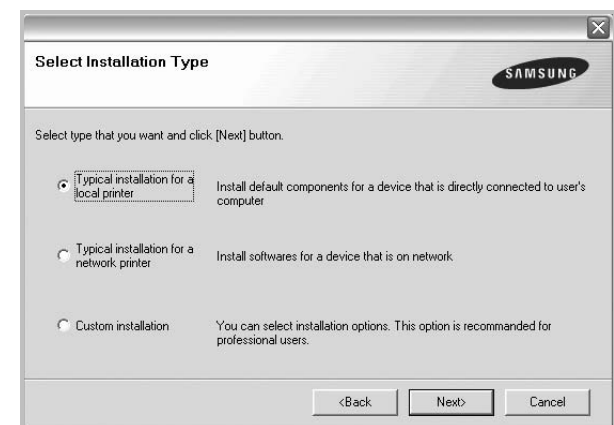 Select Installation Type
SAMSUNG
Select type that you want and click [Next] button.
Typical installation for a
local printer
Install default components for a device that is directly connected to user's
computer
Typical installation for a
network printer
Install softwares for a device that is on network
Custom installation
You can select installation options. This option is recommanded for
professional users.
<Back
Next>
Cancel